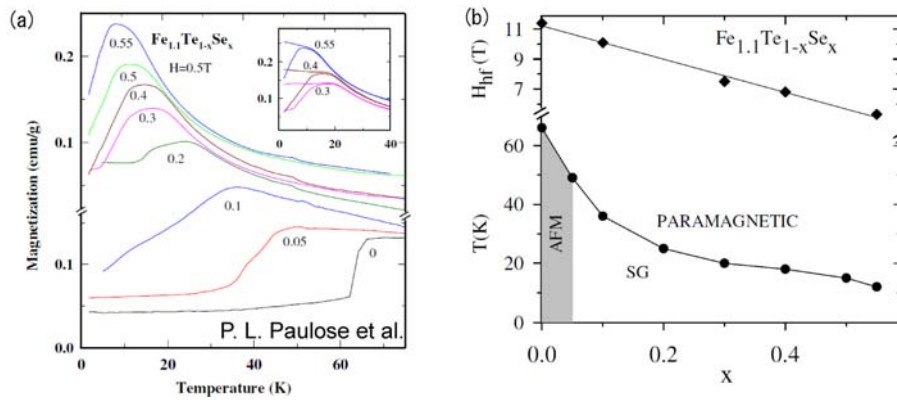 (a)
Fe1.1Te1-xSex
H=0.5T
0.55
0.5
0.4
0.3
0.2
0.1
0.05
0
0.2
0.1
0.1
0.0
0 20 40 60
Temperature (K)
Magnetization (emu/g)
P. L. Paulose et al.
0.55
0.4
0.3
0.2
0.1
0 20 40
(b)
Fe1.1Te1-xSex
11
9
7
5
Hhf (T)
60
40
20
0
T(K)
AFM
SG
PARAMAGNETIC
0.0 0.2 0.4
x